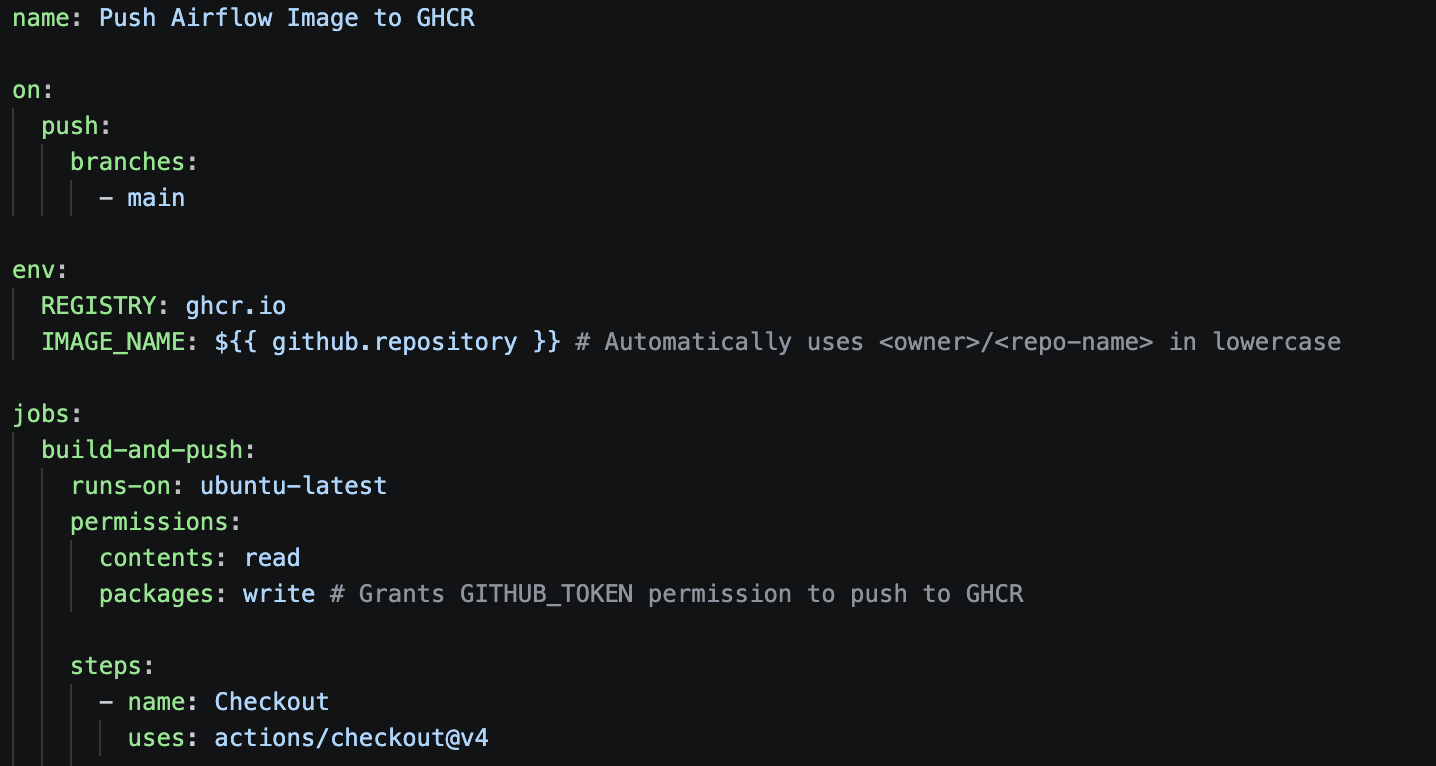 name: Push Airflow Image to GHCR
on:
push:
branches:
- main
env:
REGISTRY: ghcr.io
IMAGE_NAME: ${{ github.repository }} # Automatically uses <owner>/<repo-name> in lowercase
jobs:
build-and-push:
runs-on: ubuntu-latest
permissions:
contents: read
packages: write # Grants GITHUB_TOKEN permission to push to GHCR
steps:
- name: Checkout
uses: actions/checkout@v4